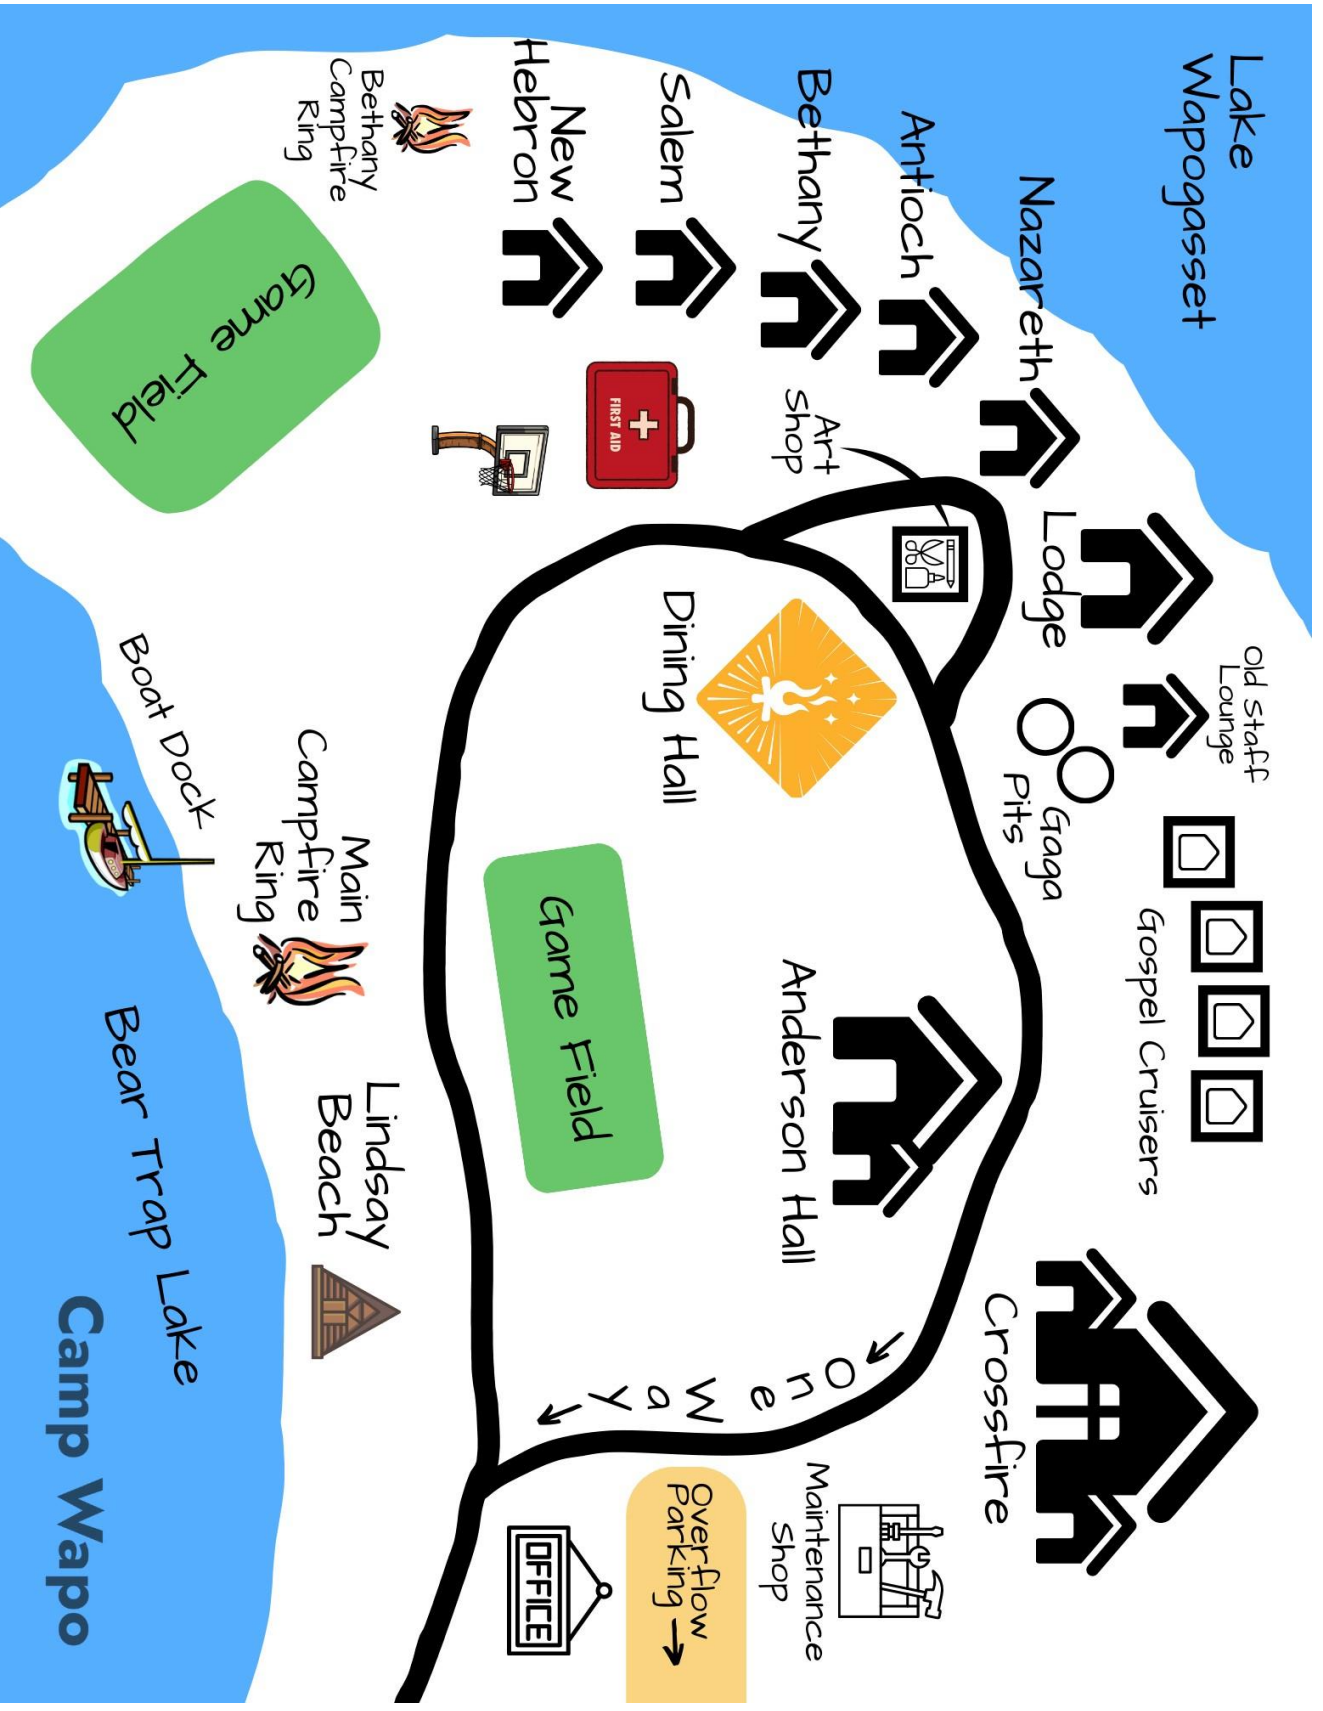 Lake
Wapogasset
Old Staff
Lounge
Gospel Cruisers
Nazareth
Lodge
Gaga
Pits
Crossfire
Antioch
Bethany
Art
Shop
Anderson Hall
Maintenance
Shop
One Way
Salem
FIRST AID
Dining Hall
Overflow
Parking
New
Hebron
Game Field
OFFICE
Bethany
Campfire
Ring
Game Field
Main
Campfire
Ring
Lindsay
Beach
Boat Dock
Bear Trap Lake
Camp Wapo